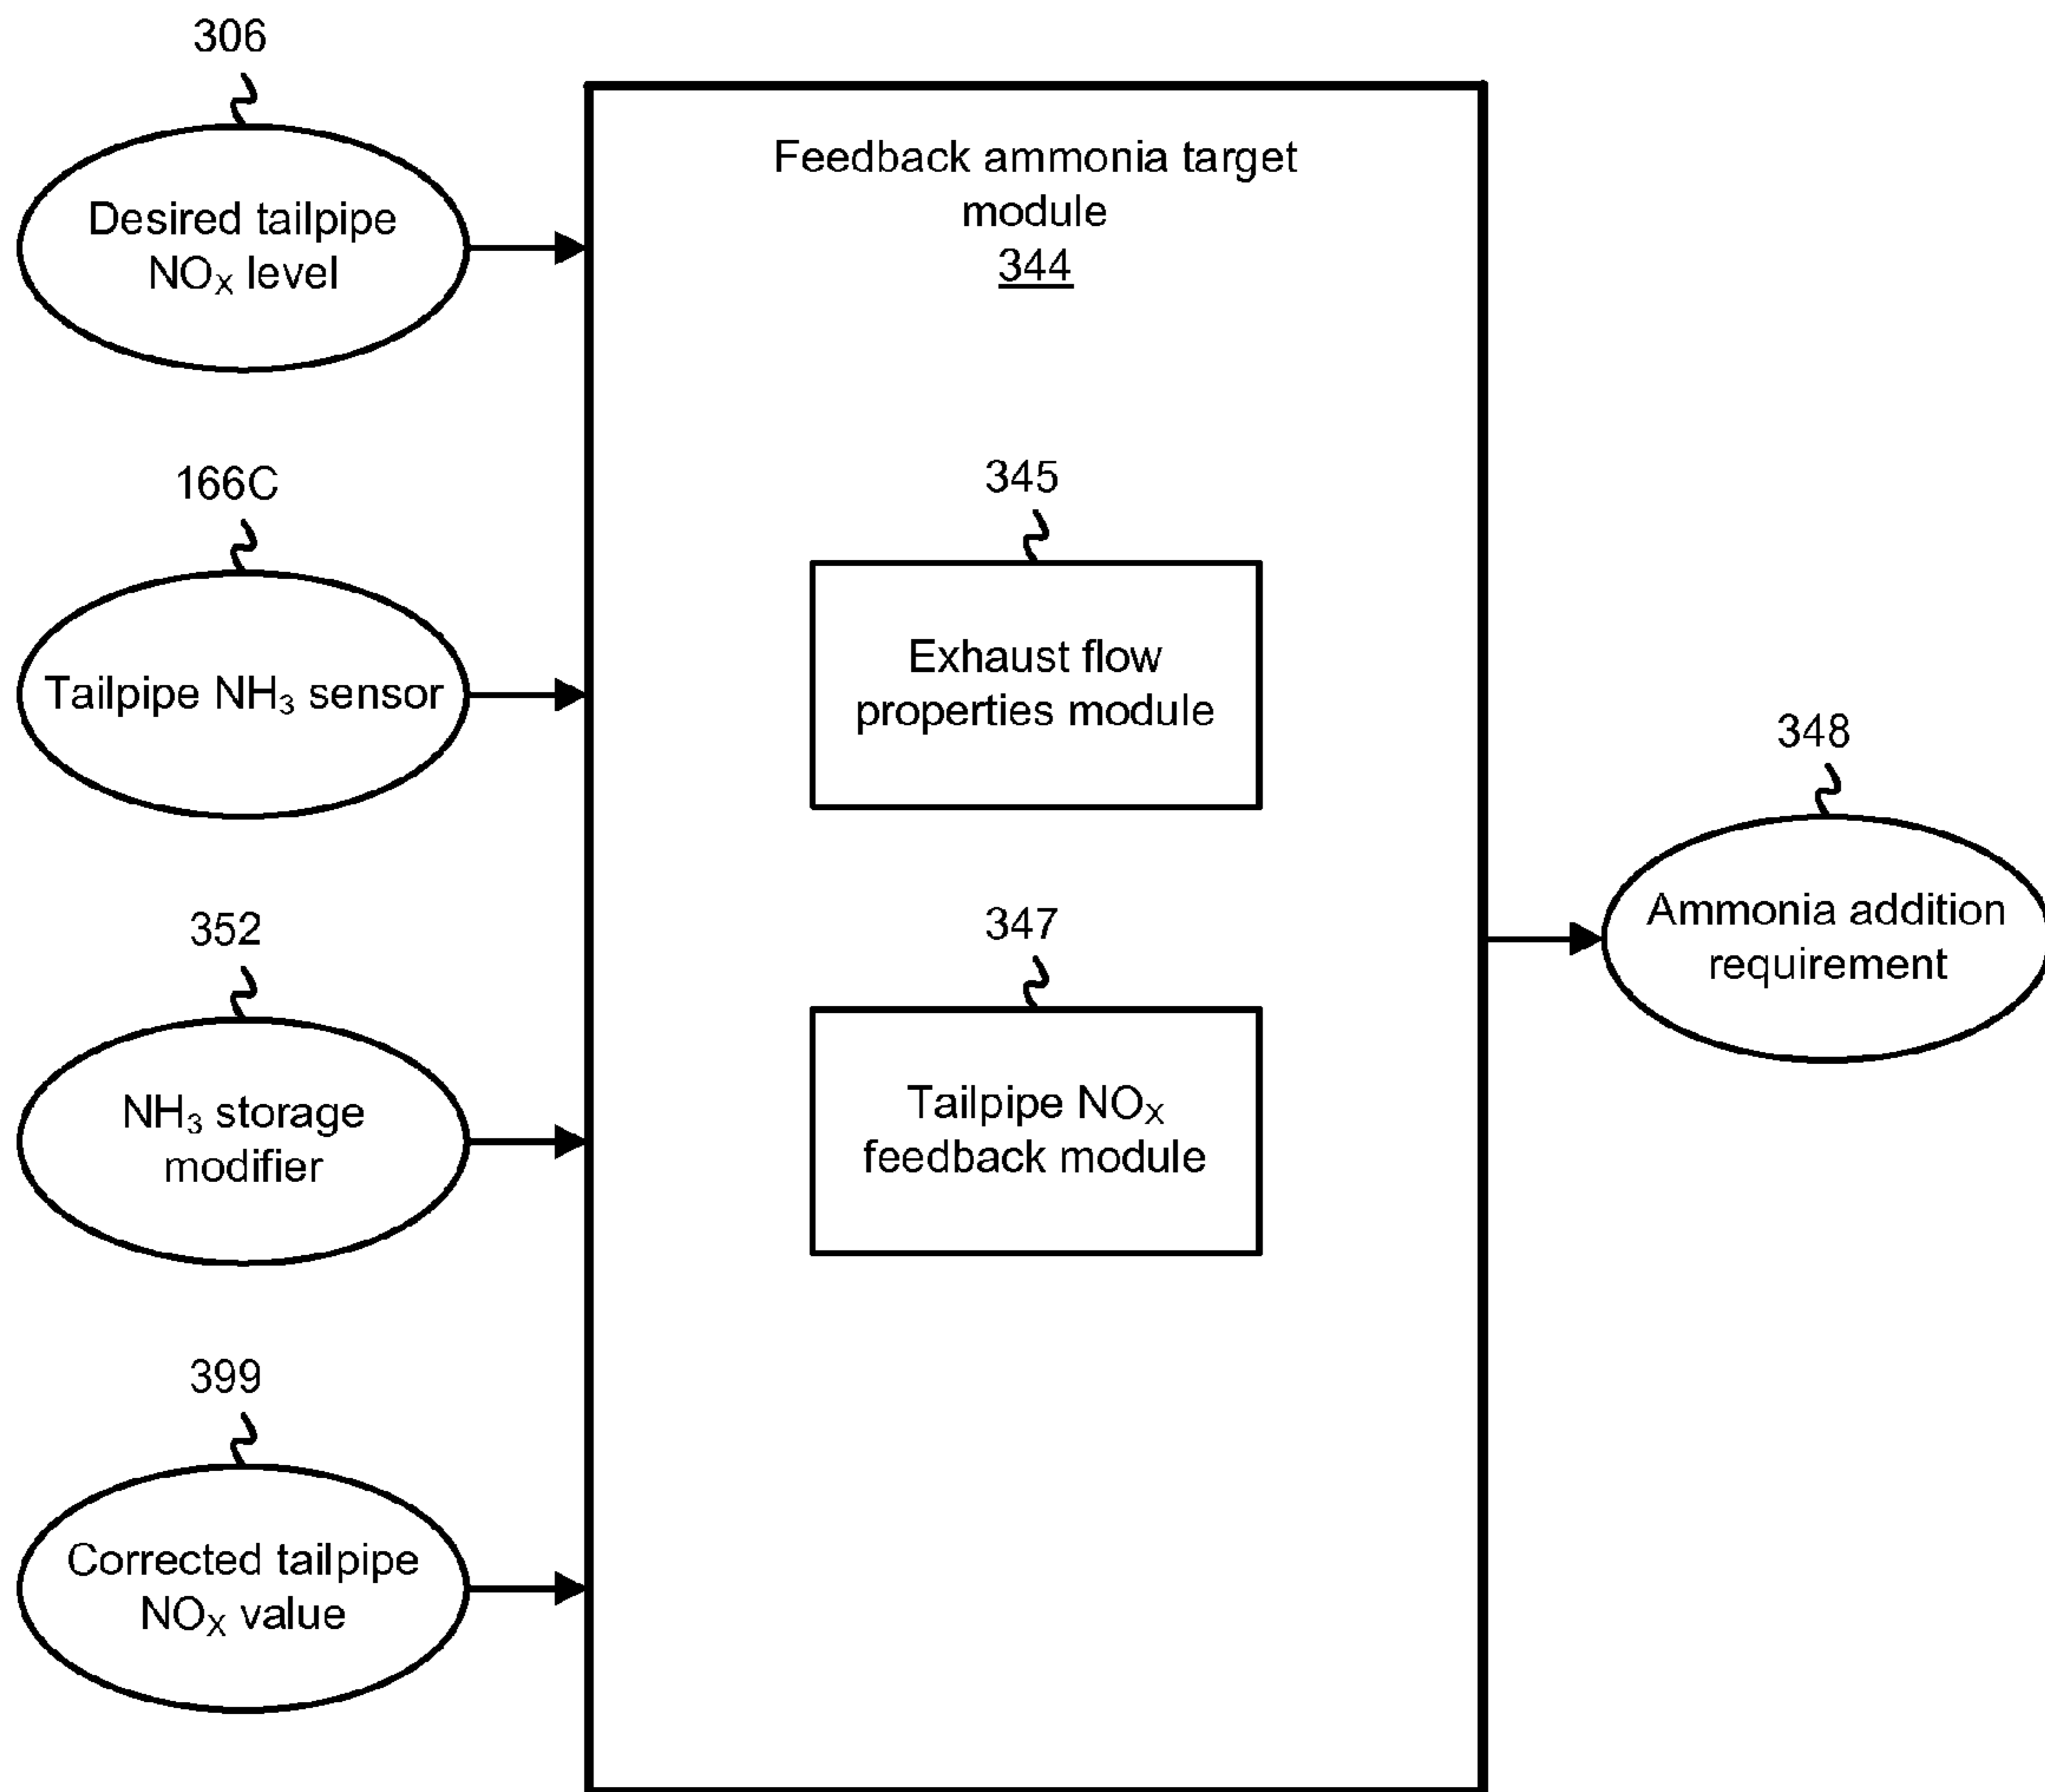 306
Desired tailpipe
NOX level
166C
Tailpipe NH3 sensor
352
NH3 storage
modifier
399
Corrected tailpipe
NOX value
Feedback ammonia target
module
344
345
Exhaust flow
properties module
347
Tailpipe NOX
feedback module
348
Ammonia addition
requirement